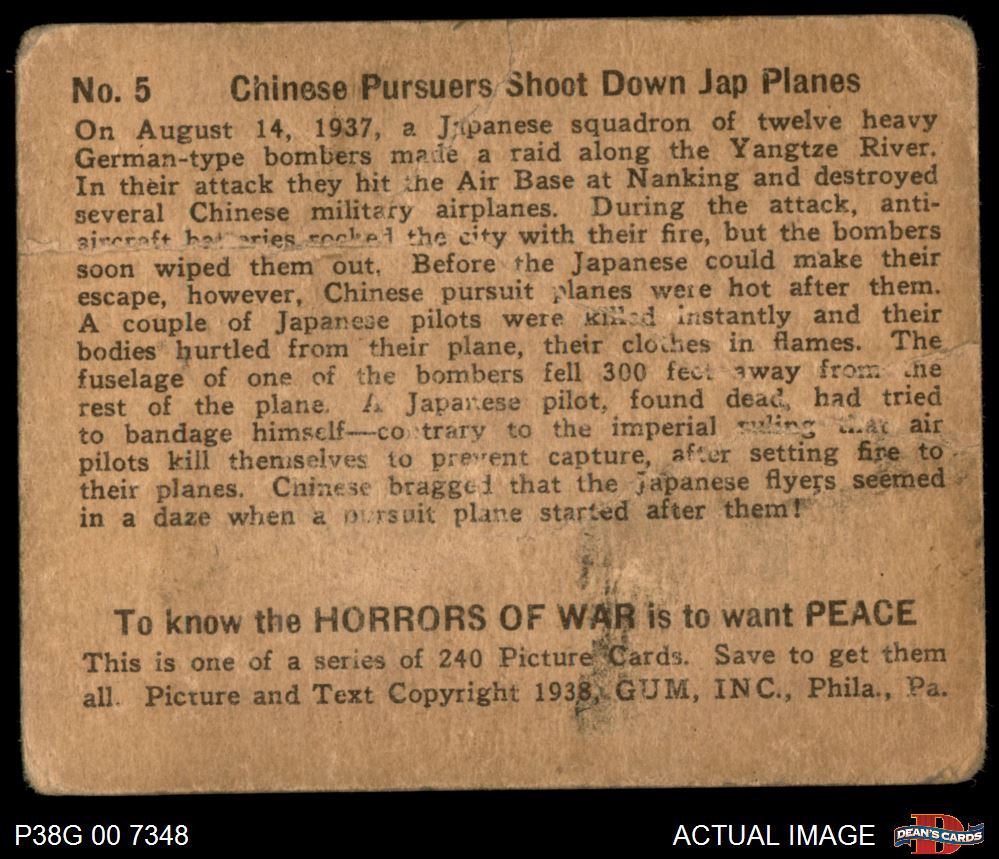 No. 5 Chinese Pursuers Shoot Down Jap Planes
On August 14, 1937, a Japanese squadron of twelve heavy
German-type bombers made a raid along the Yangtze River.
In their attack they hit the Air Base at Nanking and destroyed
several Chinese military airplanes. During the attack, anti-
aircraft batteries rocked the city with their fire, but the bombers
soon wiped them out. Before the Japanese could make their
escape, however, Chinese pursuit planes were hot after them.
A couple of Japanese pilots were killed instantly and their
bodies hurtled from their plane, their clothes in flames. The
fuselage of one of the bombers fell 300 feet away from the
rest of the plane. A Japanese pilot, found dead, had tried
to bandage himself—contrary to the imperial ruling that air
pilots kill themselves to prevent capture, after setting fire to
their planes. Chinese bragged that the Japanese flyers seemed
in a daze when a pursuit plane started after them!
To know the HORRORS OF WAR is to want PEACE
This is one of a series of 240 Picture Cards. Save to get them
all. Picture and Text Copyright 1938, GUM, INC., Phila., Pa.
P38G 00 7348 ACTUAL IMAGE DEAN'S CARDS